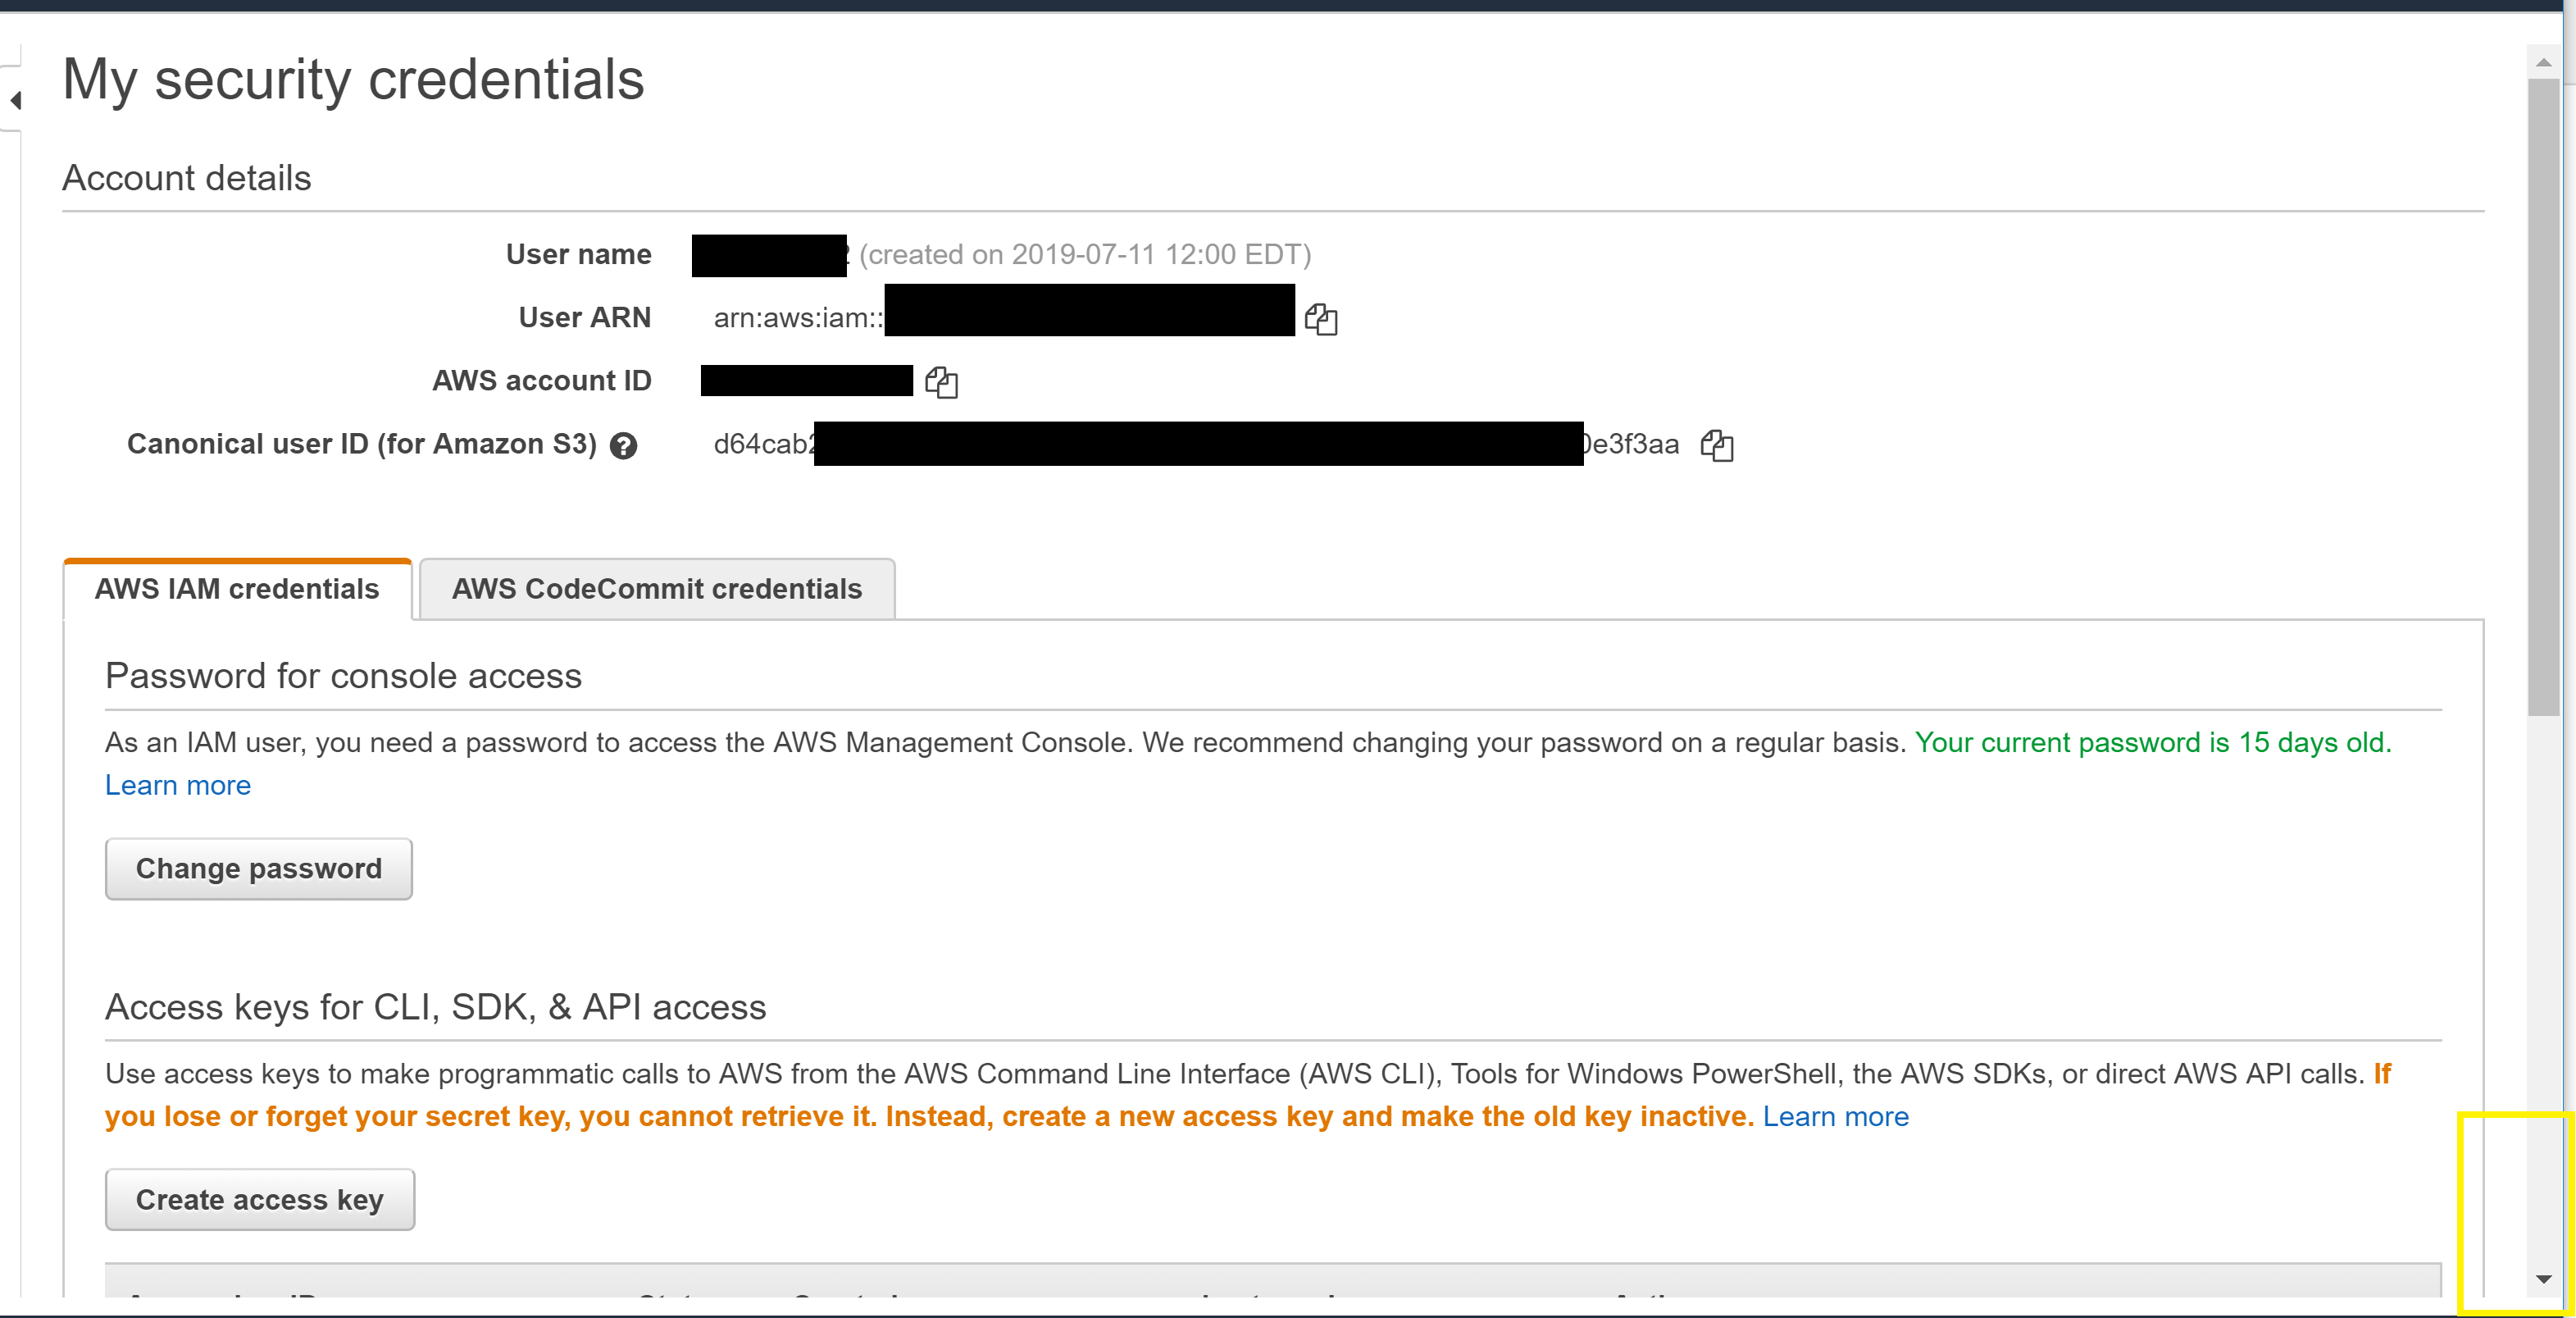 My security credentials
Account details
User name (created on 2019-07-11 12:00 EDT)
User ARN arn:aws:iam::
AWS account ID
Canonical user ID (for Amazon S3) ? d64cab e3f3aa
AWS IAM credentials AWS CodeCommit credentials
Password for console access
As an IAM user, you need a password to access the AWS Management Console. We recommend changing your password on a regular basis. Your current password is 15 days old.
Learn more
Change password
Access keys for CLI, SDK, & API access
Use access keys to make programmatic calls to AWS from the AWS Command Line Interface (AWS CLI), Tools for Windows PowerShell, the AWS SDKs, or direct AWS API calls. If
you lose or forget your secret key, you cannot retrieve it. Instead, create a new access key and make the old key inactive. Learn more
Create access key